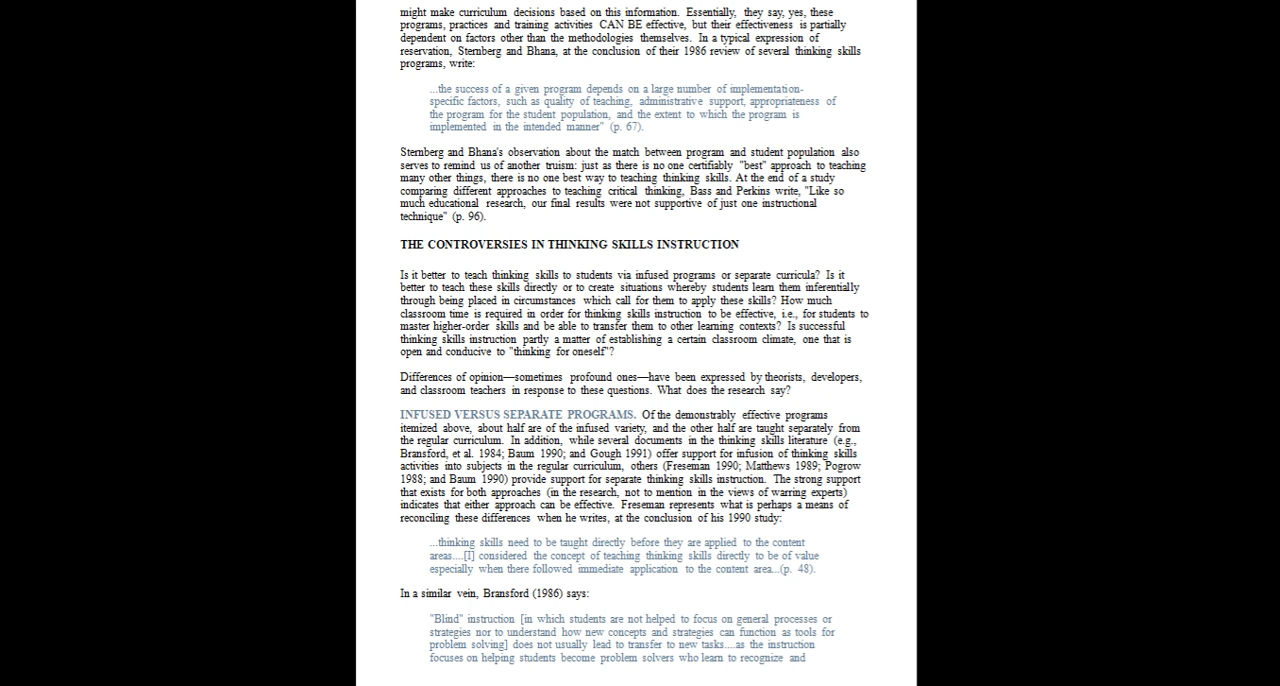 might make curriculum decisions based on this information. Essentially, they say, yes, these
programs, practices and training activities CAN BE effective, but their effectiveness is partially
dependent on factors other than the methodologies themselves. In a typical expression of
reservation, Sternberg and Bhana, at the conclusion of their 1986 review of several thinking skills
programs, write:
...the success of a given program depends on a large number of implementation-
specific factors, such as quality of teaching, administrative support, appropriateness of
the program for the student population, and the extent to which the program is
implemented in the intended manner" (p. 67).
Sternberg and Bhana's observation about the match between program and student population also
serves to remind us of another truism: just as there is no one certifiably "best" approach to teaching
many other things, there is no one best way to teaching thinking skills. At the end of a study
comparing different approaches to teaching critical thinking, Bass and Perkins write, "Like so
much educational research, our final results were not supportive of just one instructional
technique" (p. 96).
THE CONTROVERSIES IN THINKING SKILLS INSTRUCTION
Is it better to teach thinking skills to students via infused programs or separate curricula? Is it
better to teach these skills directly or to create situations whereby students learn them inferentially
through being placed in circumstances which call for them to apply these skills? How much
classroom time is required in order for thinking skills instruction to be effective, i.e., for students to
master higher-order skills and be able to transfer them to other learning contexts? Is successful
thinking skills instruction partly a matter of establishing a certain classroom climate, one that is
open and conducive to "thinking for oneself"?
Differences of opinion—sometimes profound ones—have been expressed by theorists, developers,
and classroom teachers in response to these questions. What does the research say?
INFUSED VERSUS SEPARATE PROGRAMS. Of the demonstrably effective programs
itemized above, about half are of the infused variety, and the other half are taught separately from
the regular curriculum. In addition, while several documents in the thinking skills literature (e.g.,
Bransford, et al. 1984; Baum 1990; and Gough 1991) offer support for infusion of thinking skills
activities into subjects in the regular curriculum, others (Freseman 1990; Matthews 1989; Pogrow
1988; and Baum 1990) provide support for separate thinking skills instruction. The strong support
that exists for both approaches (in the research, not to mention in the views of warring experts)
indicates that either approach can be effective. Freseman represents what is perhaps a means of
reconciling these differences when he writes, at the conclusion of his 1990 study:
...thinking skills need to be taught directly before they are applied to the content
areas....[I] considered the concept of teaching thinking skills directly to be of value
especially when there followed immediate application to the content area...(p. 48).
In a similar vein, Bransford (1986) says:
"Blind" instruction [in which students are not helped to focus on general processes or
strategies nor to understand how new concepts and strategies can function as tools for
problem solving] does not usually lead to transfer to new tasks....as the instruction
focuses on helping students become problem solvers who learn to recognize and